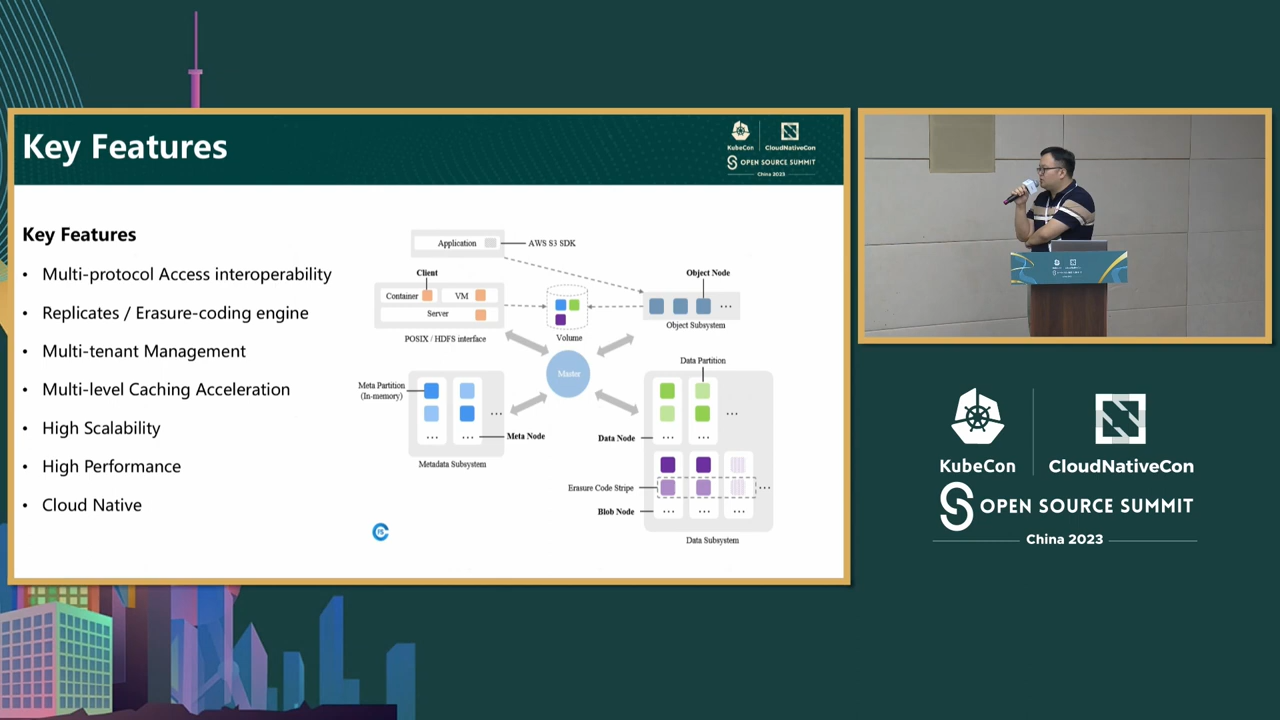 Key Features
KubeCon
CloudNativeCon
OPEN SOURCE SUMMIT
China 2023
Key Features
• Multi-protocol Access interoperability
• Replicates / Erasure-coding engine
• Multi-tenant Management
• Multi-level Caching Acceleration
• High Scalability
• High Performance
• Cloud Native
Application
AWS S3 SDK
Client
Container
VM
Server
POSIX / HDFS interface
Volume
Object Node
...
Object Subsystem
Master
Meta Partition
(In-memory)
...
... ...
Meta Node
Metadata Subsystem
Data Partition
...
Data Node
... ...
Erasure Code Stripe
...
Blob Node
... ... ...
Data Subsystem
KubeCon
CloudNativeCon
OPEN SOURCE SUMMIT
China 2023